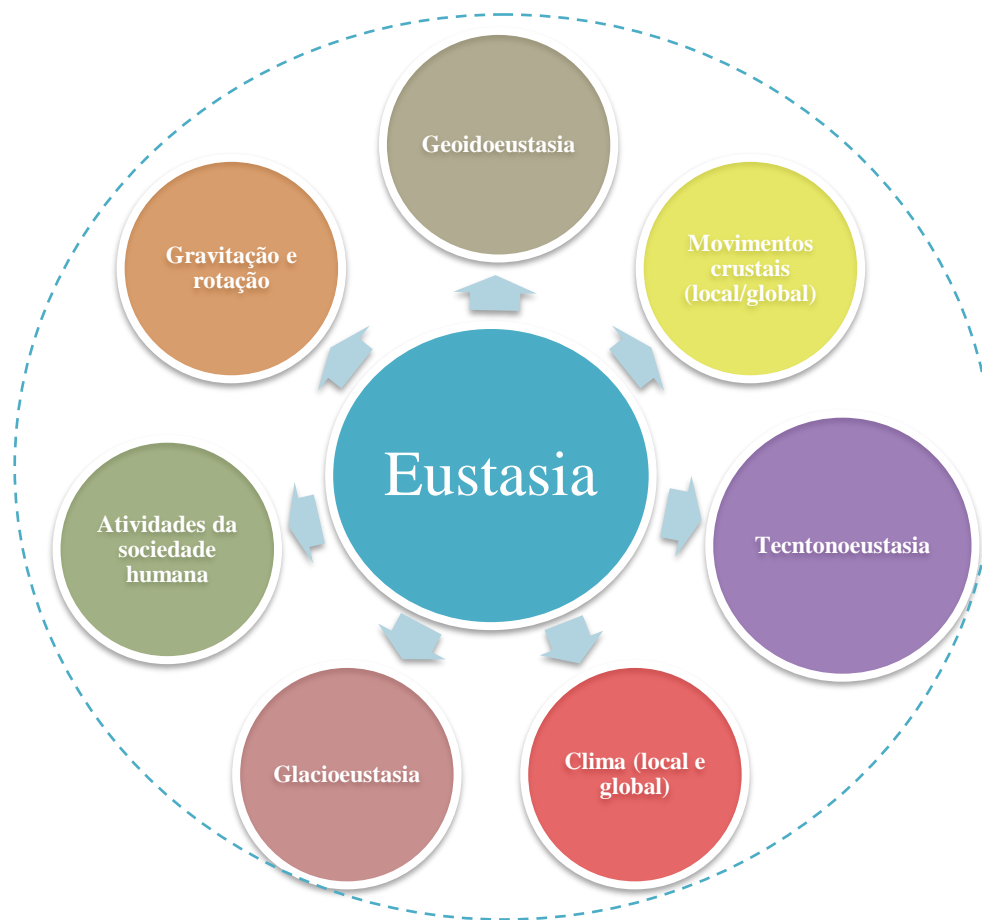 Geoidoeustasia
Movimentos
crustais
(local/global)
Gravitação e
rotação
Eustasia
Tecntonoeustasia
Atividades da
sociedade
humana
Glacioeustasia
Clima (local e
global)